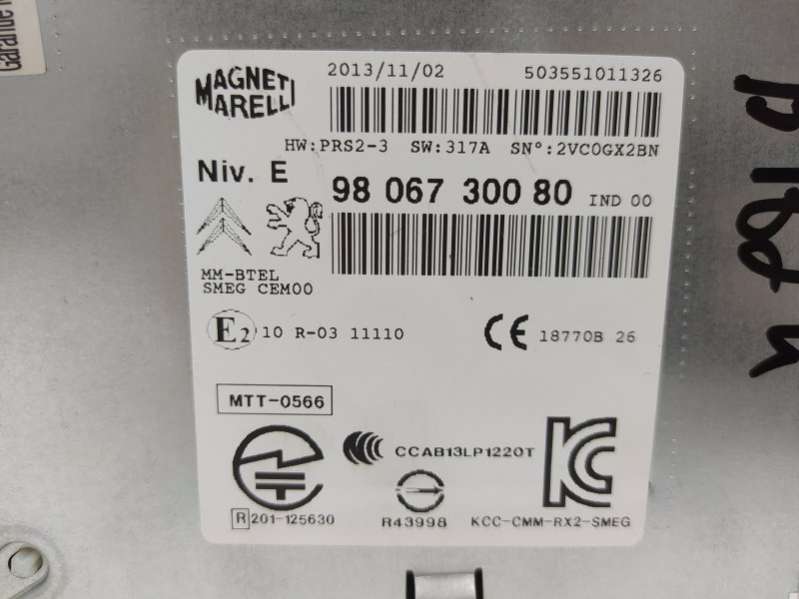 Garantie
MAGNETI
MARELLI
2013/11/02 503551011326
HW:PRS2-3 SW:317A SN°:2VC0GX2BN
Niv. E
98 067 300 80 IND 00
MM-BTEL
SMEG CEM00
E2 10 R-03 11110
CE 18770B 26
MTT-0566
CCAB13LP1220T
KC
R 201-125630
R43998
KCC-CMM-RX2-SMEG